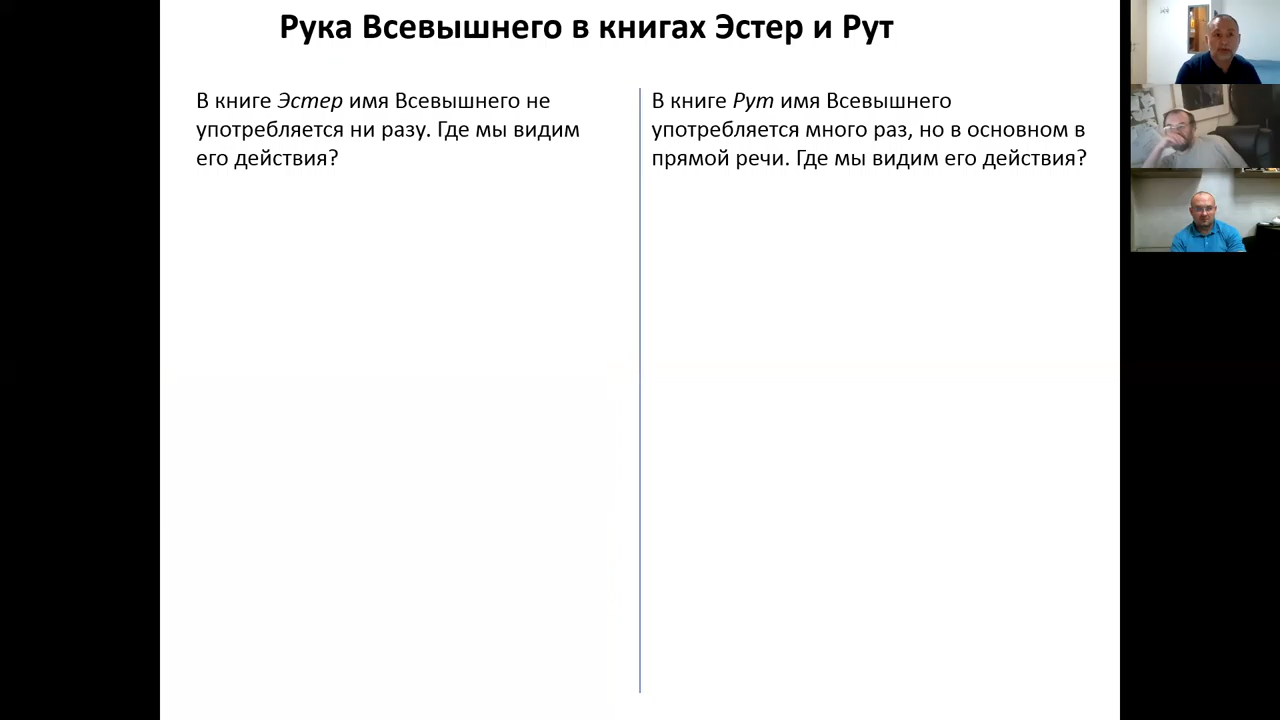 Рука Всевышнего в книгах Эстер и Рут
В книге Эстер имя Всевышнего не
употребляется ни разу. Где мы видим
его действия?
В книге Рут имя Всевышнего
употребляется много раз, но в основном в
прямой речи. Где мы видим его действия?